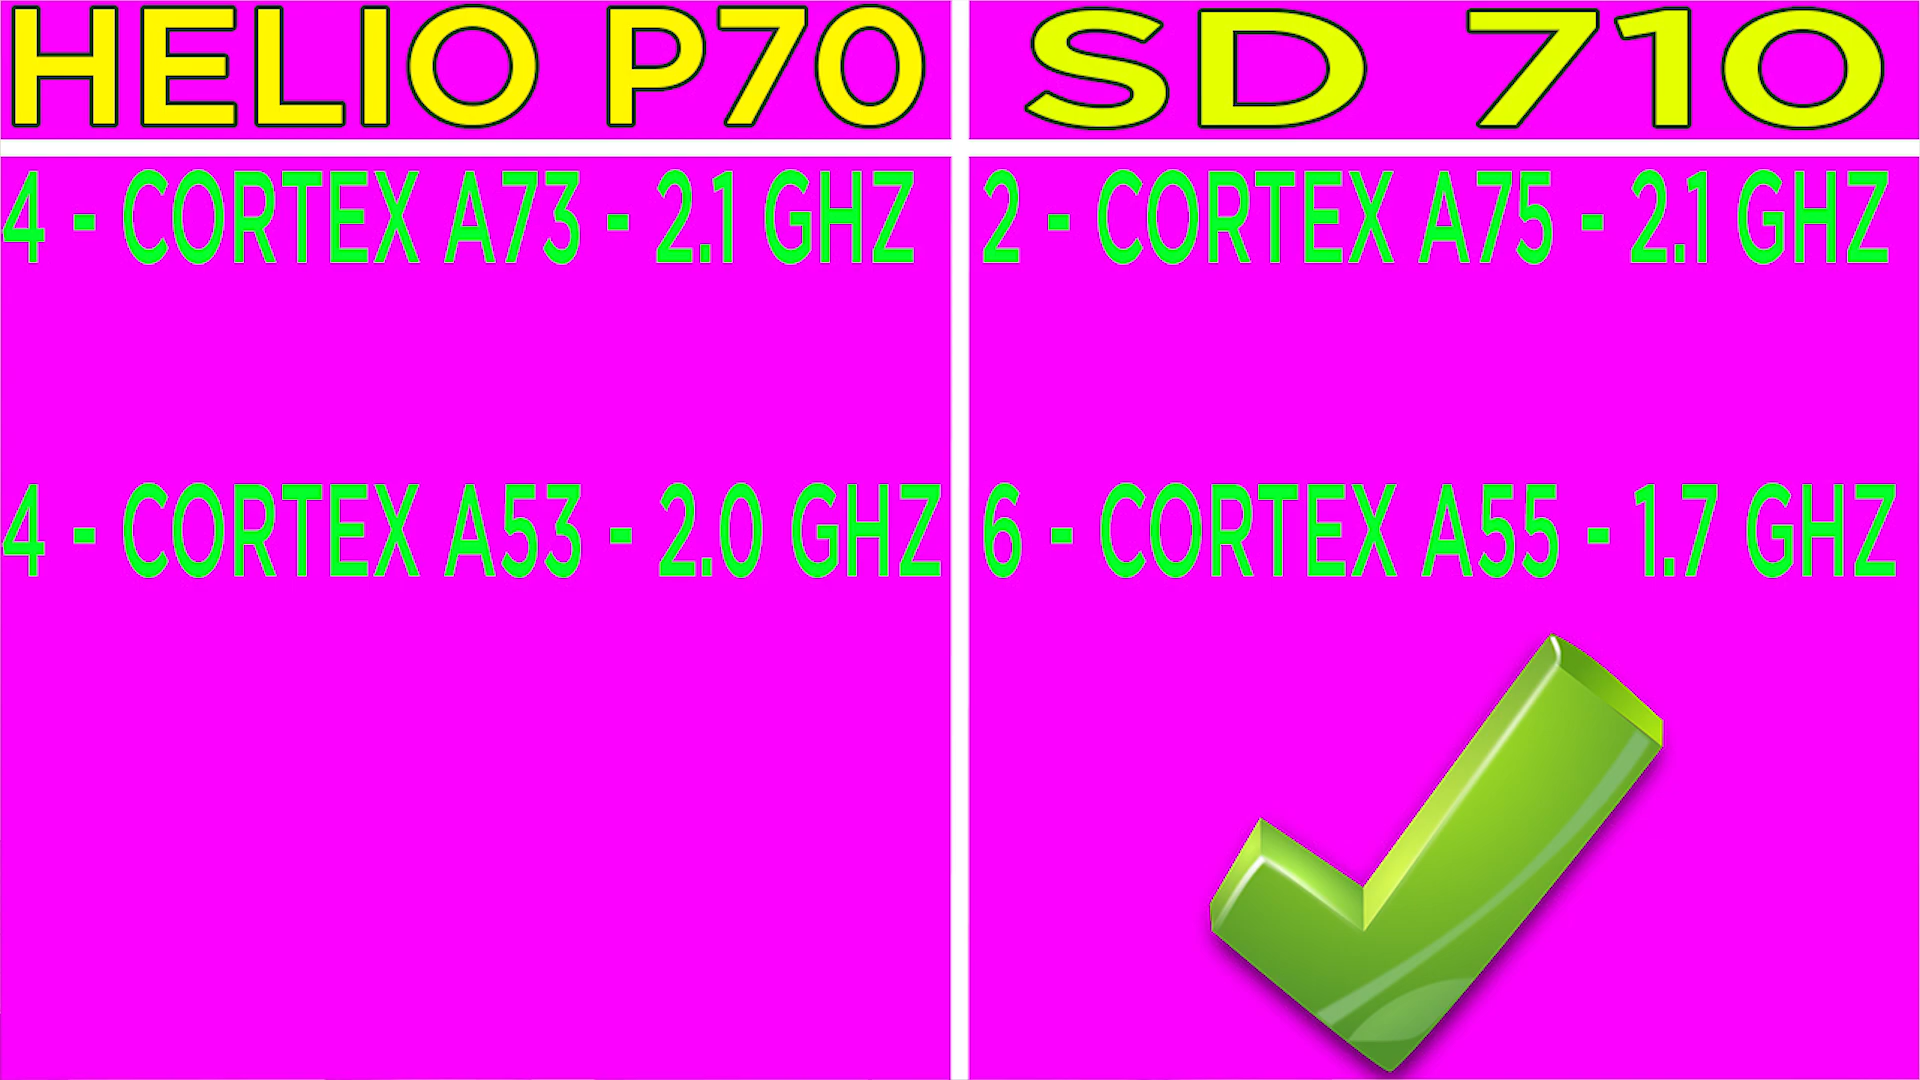 HELIO P70
SD 710
4 - CORTEX A73 - 2.1 GHZ
2 - CORTEX A75 - 2.1 GHZ
4 - CORTEX A53 - 2.0 GHZ
6 - CORTEX A55 - 1.7 GHZ